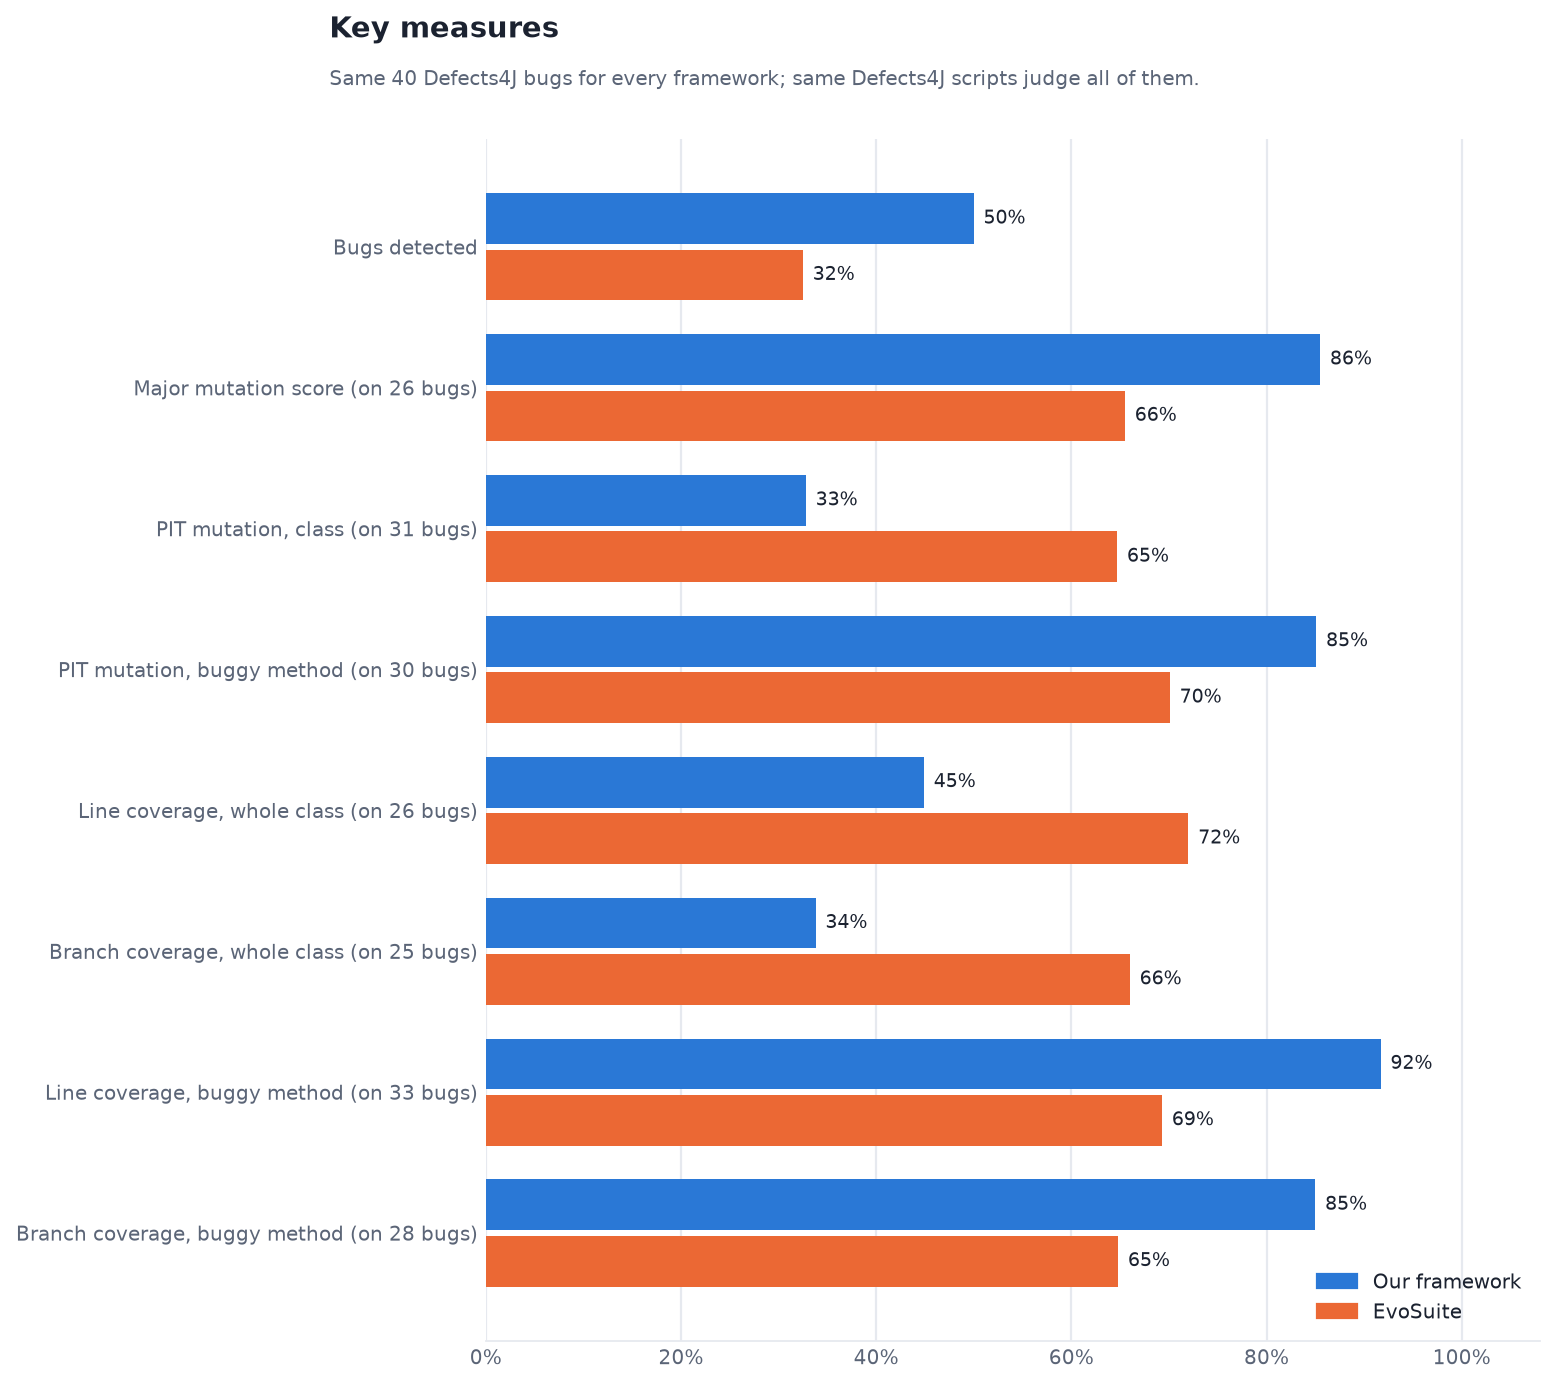 Key measures
Same 40 Defects4J bugs for every framework; same Defects4J scripts judge all of them.
Bugs detected
50%
32%
Major mutation score (on 26 bugs)
86%
66%
PIT mutation, class (on 31 bugs)
33%
65%
PIT mutation, buggy method (on 30 bugs)
85%
70%
Line coverage, whole class (on 26 bugs)
45%
72%
Branch coverage, whole class (on 25 bugs)
34%
66%
Line coverage, buggy method (on 33 bugs)
92%
69%
Branch coverage, buggy method (on 28 bugs)
85%
65%
Our framework
EvoSuite
0% 20% 40% 60% 80% 100%